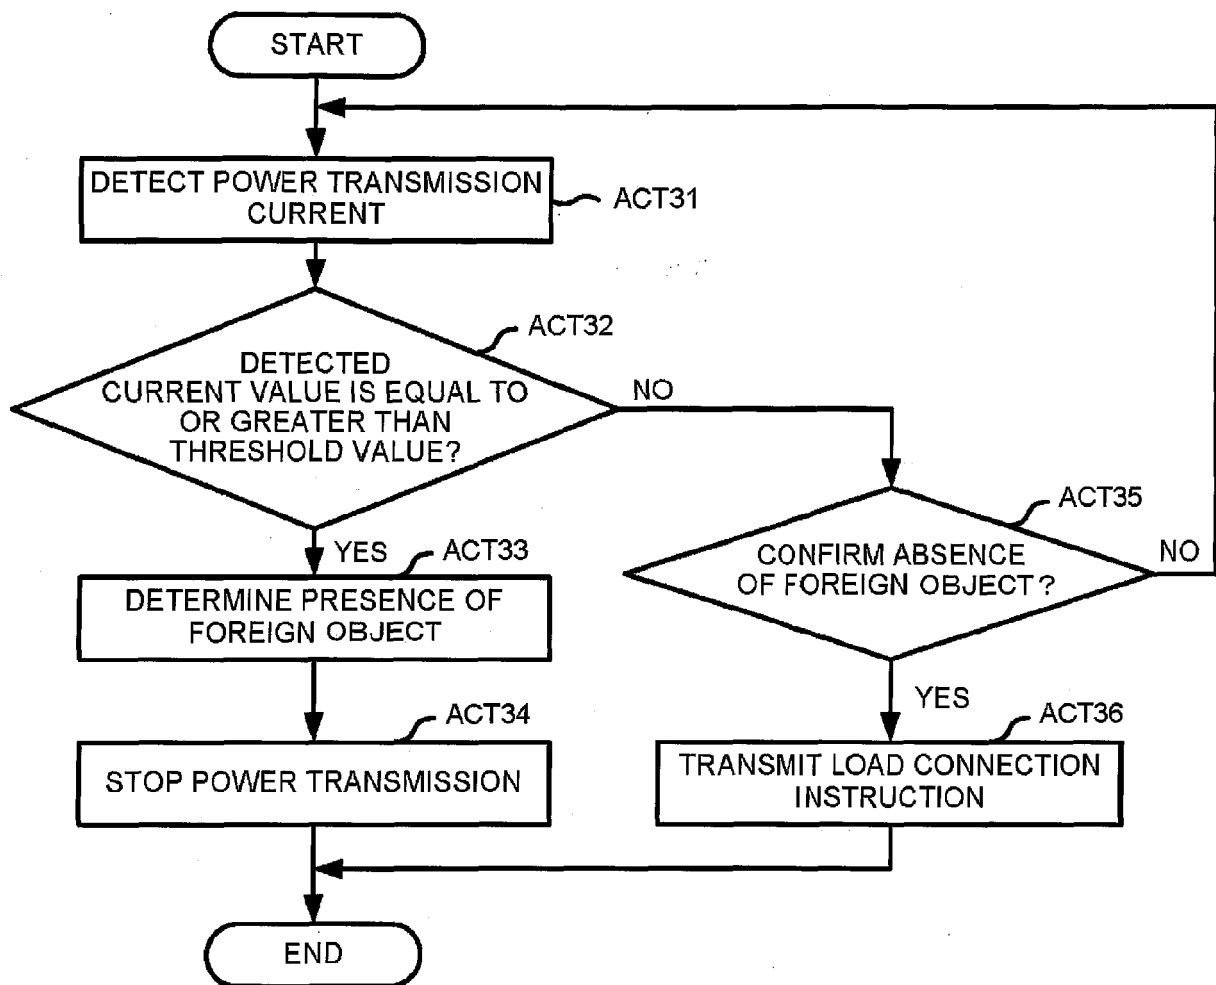 START
DETECT POWER TRANSMISSION
CURRENT
ACT31
ACT32
DETECTED
CURRENT VALUE IS EQUAL TO
OR GREATER THAN
THRESHOLD VALUE?
NO
YES
ACT33
DETERMINE PRESENCE OF
FOREIGN OBJECT
ACT34
STOP POWER TRANSMISSION
ACT35
CONFIRM ABSENCE
OF FOREIGN OBJECT?
NO
YES
ACT36
TRANSMIT LOAD CONNECTION
INSTRUCTION
END